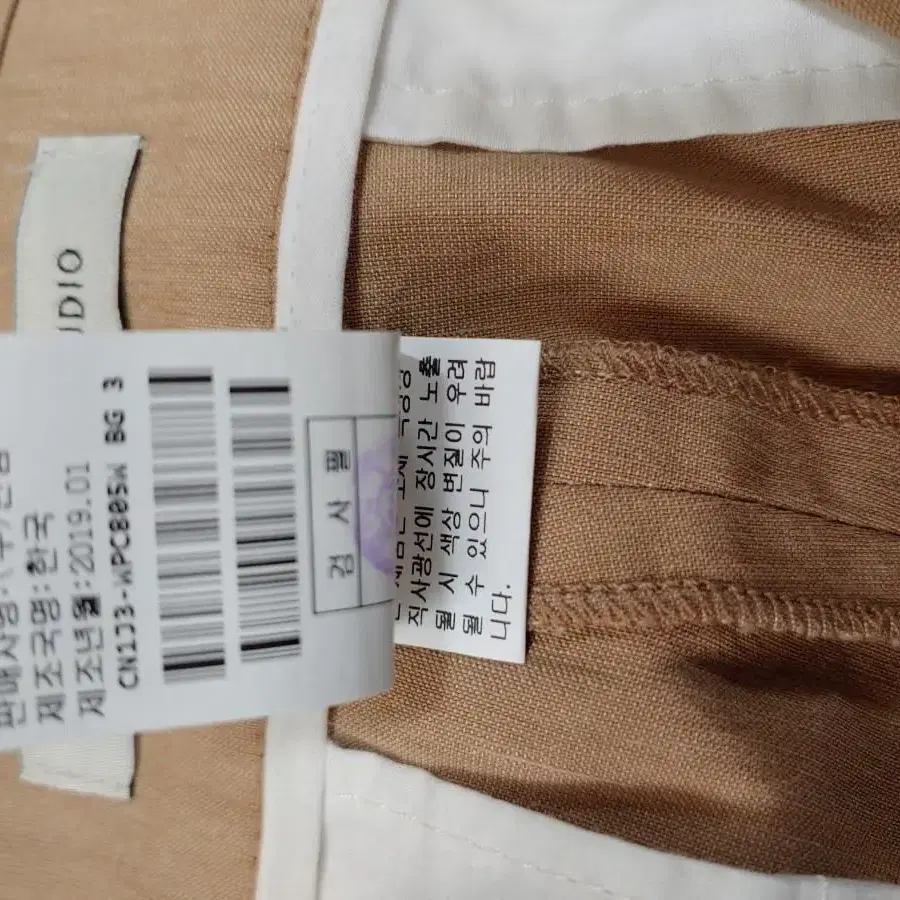 UDIO
제조국명:한국
제조년월:2019.01
CN1J3-WPC805W BG 3
검 사 필
직사광선에 장시간 노출
될 시 색상 변질이 우려
될 수 있으니 주의 바랍
니다.